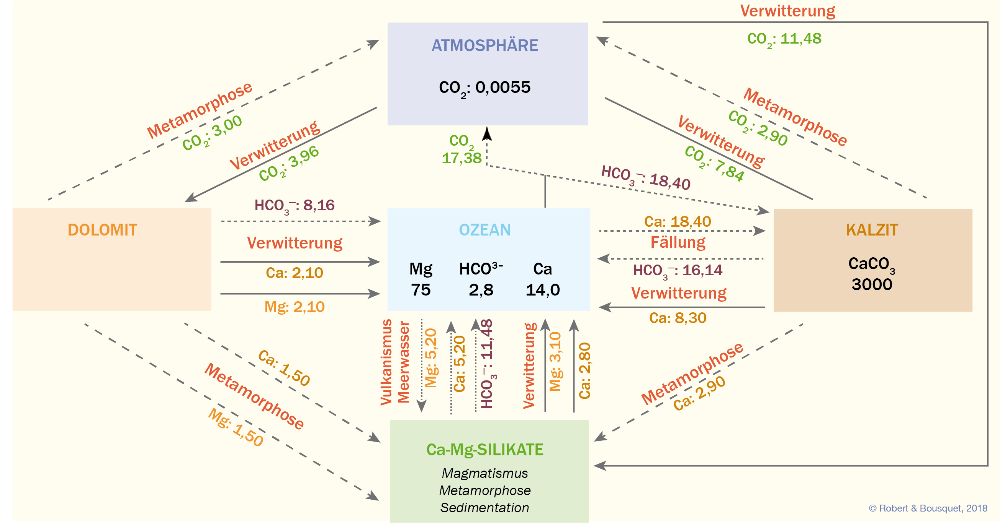 Verwitterung
CO₂: 11,48
ATMOSPHÄRE
CO₂: 0,0055
Metamorphose
CO₂: 3,00
Verwitterung
CO₂: 3,96
CO₂
17,38
Metamorphose
CO₂: 2,90
Verwitterung
CO₂: 7,84
HCO₃⁻: 18,40
DOLOMIT
HCO₃⁻: 8,16
Verwitterung
Ca: 2,10
Mg: 2,10
OZEAN
Mg HCO³⁻ Ca
75 2,8 14,0
Ca: 18,40
Fällung
HCO₃⁻: 16,14
Verwitterung
Ca: 8,30
KALZIT
CaCO₃
3000
Vulkanismus
Meerwasser
Mg: 5,20
Ca: 5,20
HCO₃⁻: 11,48
Verwitterung
Mg: 3,10
Ca: 2,80
Ca: 1,50
Metamorphose
Mg: 1,50
Metamorphose
Ca: 2,90
Ca-Mg-SILIKATE
Magmatismus
Metamorphose
Sedimentation
© Robert & Bousquet, 2018